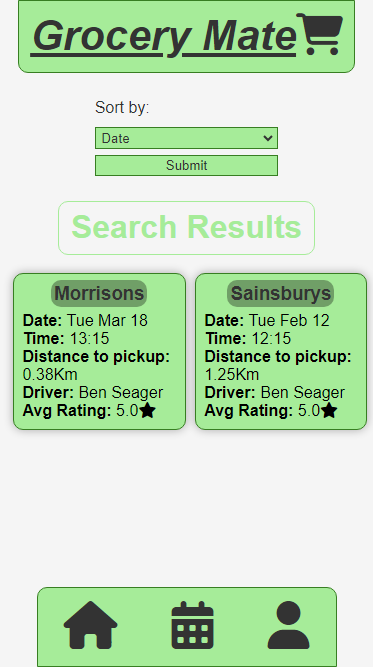 Grocery Mate
Sort by:
Date
Submit
Search Results
Morrisons
Date: Tue Mar 18
Time: 13:15
Distance to pickup:
0.38Km
Driver: Ben Seager
Avg Rating: 5.0
Sainsburys
Date: Tue Feb 12
Time: 12:15
Distance to pickup:
1.25Km
Driver: Ben Seager
Avg Rating: 5.0